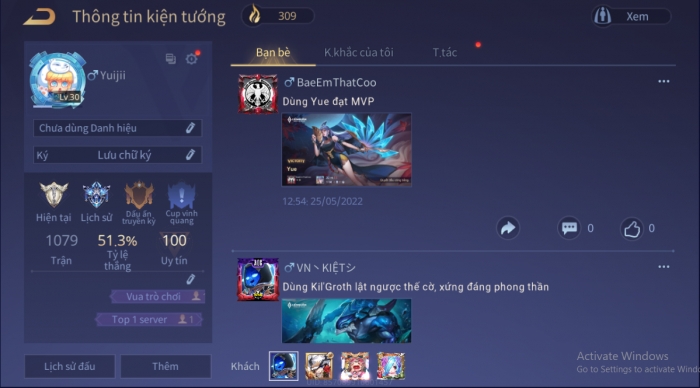 Thông tin kiện tướng
309
Xem
Yuijii
Lv 30
Chưa dùng Danh hiệu
Ký Lưu chữ ký
Hiện tại
Lịch sử
Dấu ấn truyền kỳ
Cup vinh quang
1079
Trận
51.3%
Tỷ lệ thắng
100
Uy tín
Vua trò chơi 1
Top 1 server 1
Lịch sử đấu
Thêm
Bạn bè
K.khắc của tôi
T.tác
BaeEmThatCoo
Dùng Yue đạt MVP
VICTORY
Yue
12:54 25/05/2022
0
0
VN丶KIỆTシ
Dùng Kil'Groth lật ngược thế cờ, xứng đáng phong thần
Khách
Activate Windows
Go to Settings to activate Wind